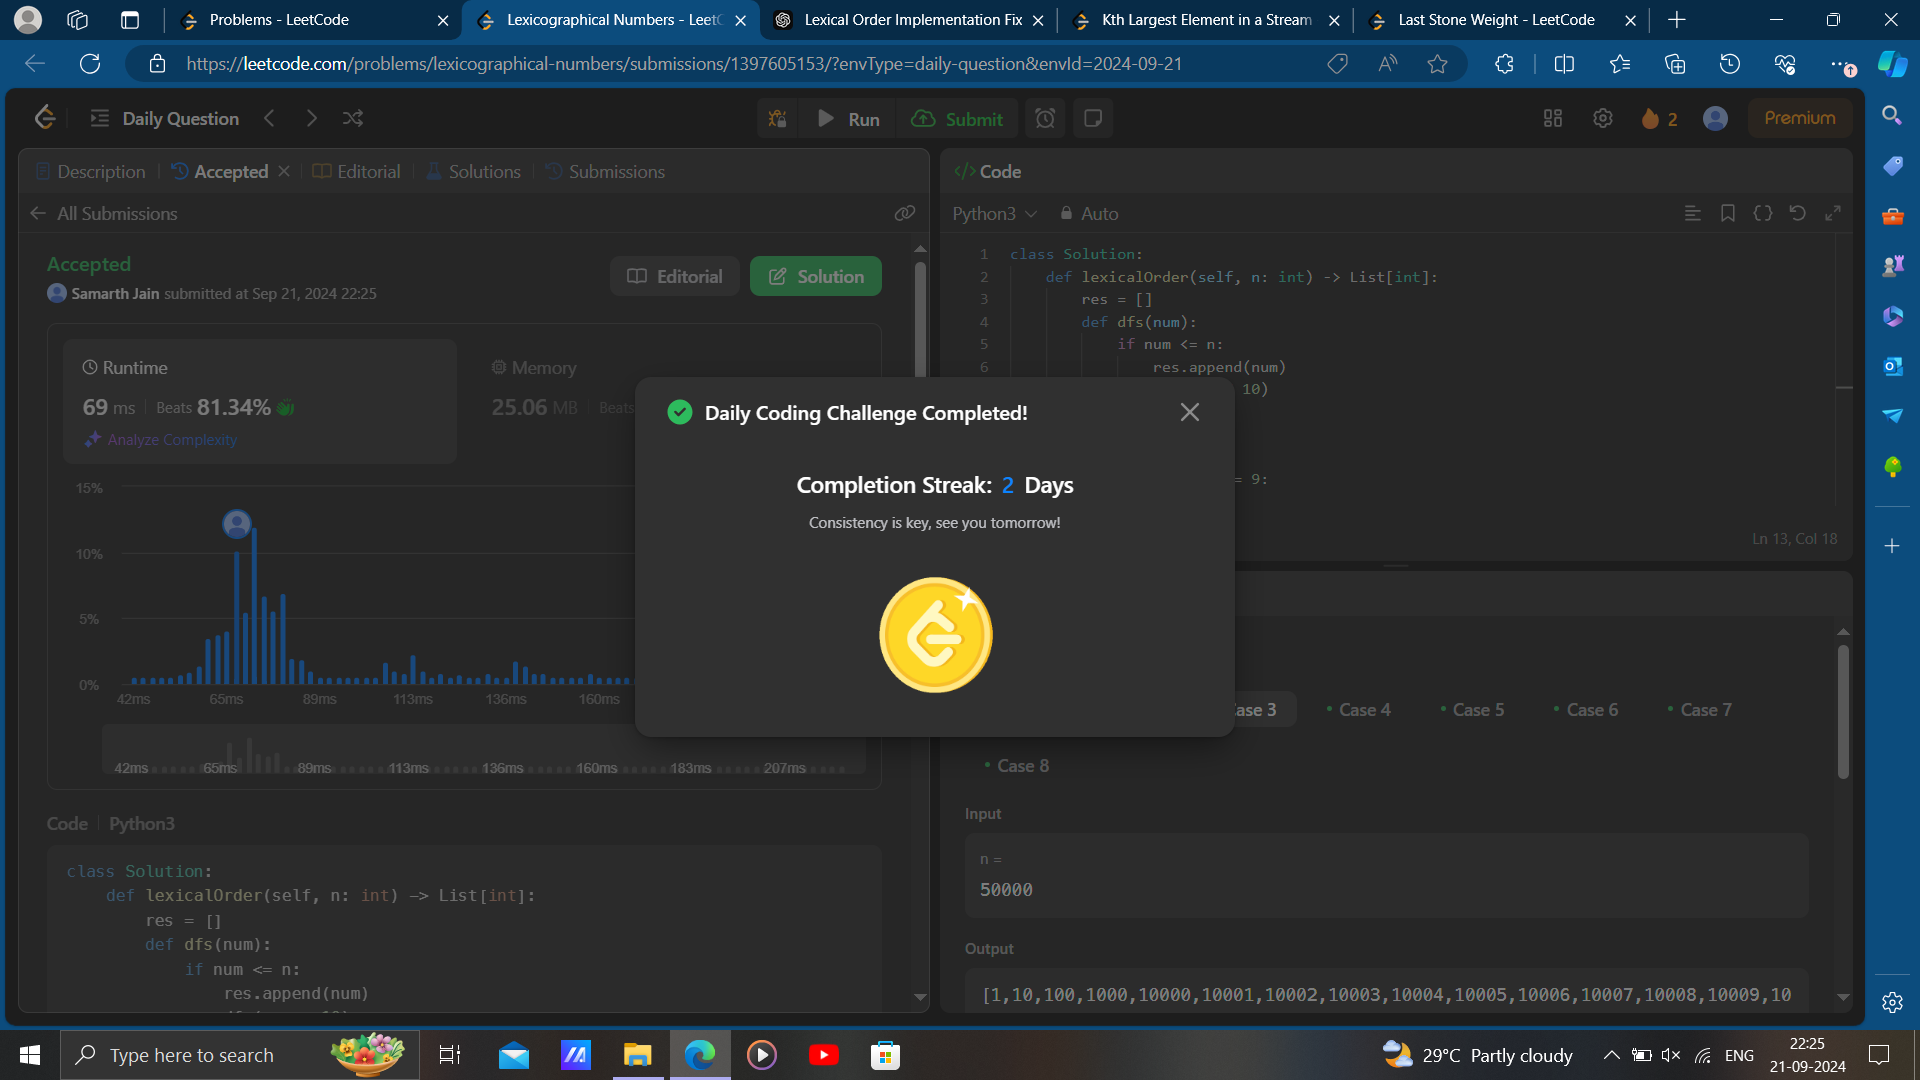 Problems - LeetCode
Lexicographical Numbers - Leet
Lexical Order Implementation Fix
Kth Largest Element in a Stream
Last Stone Weight - LeetCode
https://leetcode.com/problems/lexicographical-numbers/submissions/1397605153/?envType=daily-question&envId=2024-09-21
Daily Question
Run
Submit
2
Premium
Description
Accepted
Editorial
Solutions
Submissions
</> Code
All Submissions
Python3
Auto
Accepted
Samarth Jain submitted at Sep 21, 2024 22:25
Editorial
Solution
Runtime
69 ms
Beats 81.34%
Analyze Complexity
Memory
25.06 MB
Beats
15%
10%
5%
0%
42ms 65ms 89ms 113ms 136ms 160ms
42ms 65ms 89ms 113ms 136ms 160ms 183ms 207ms
Code
Python3
class Solution:
def lexicalOrder(self, n: int) -> List[int]:
res = []
def dfs(num):
if num <= n:
res.append(num)
1 class Solution:
2 def lexicalOrder(self, n: int) -> List[int]:
3 res = []
4 def dfs(num):
5 if num <= n:
6 res.append(num)
10)
= 9:
Ln 13, Col 18
Daily Coding Challenge Completed!
Completion Streak: 2 Days
Consistency is key, see you tomorrow!
ase 3
Case 4
Case 5
Case 6
Case 7
Case 8
Input
n =
50000
Output
[1,10,100,1000,10000,10001,10002,10003,10004,10005,10006,10007,10008,10009,10
Type here to search
29°C Partly cloudy
ENG
22:25
21-09-2024